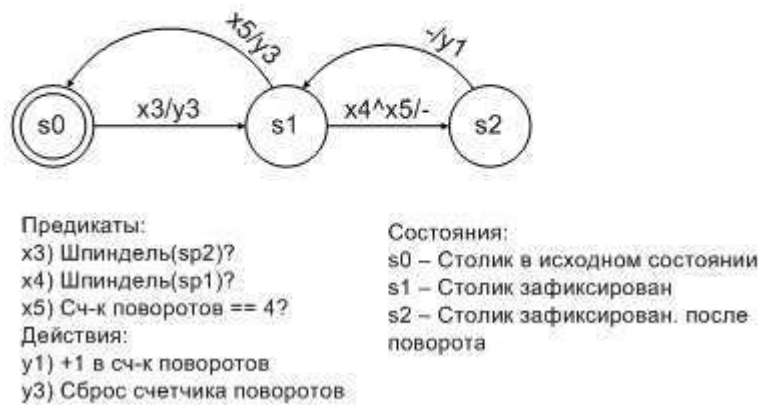 x5/y3
-/y1
s0
x3/y3
s1
x4^x5/-
s2
Предикаты:
x3) Шпиндель(sp2)?
x4) Шпиндель(sp1)?
x5) Сч-к поворотов == 4?
Действия:
y1) +1 в сч-к поворотов
y3) Сброс счетчика поворотов
Состояния:
s0 – Столик в исходном состоянии
s1 – Столик зафиксирован
s2 – Столик зафиксирован. после
поворота